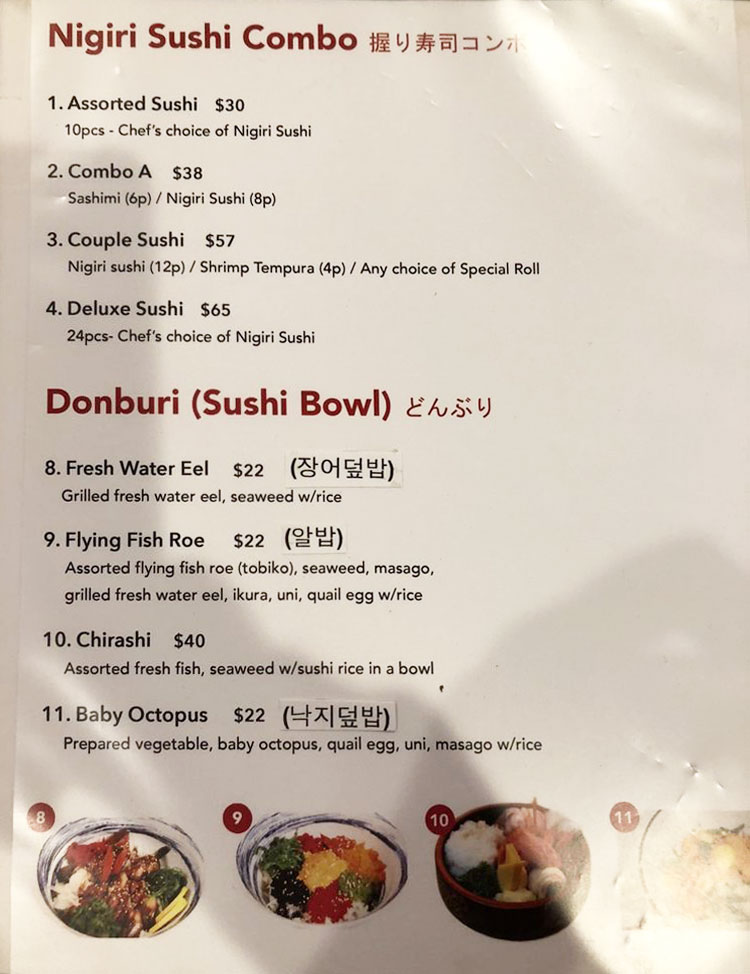 Nigiri Sushi Combo 握り寿司コンボ
1. Assorted Sushi $30
10pcs - Chef's choice of Nigiri Sushi
2. Combo A $38
Sashimi (6p) / Nigiri Sushi (8p)
3. Couple Sushi $57
Nigiri sushi (12p) / Shrimp Tempura (4p) / Any choice of Special Roll
4. Deluxe Sushi $65
24pcs- Chef's choice of Nigiri Sushi
Donburi (Sushi Bowl) どんぶり
8. Fresh Water Eel $22 (장어덮밥)
Grilled fresh water eel, seaweed w/rice
9. Flying Fish Roe $22 (알밥)
Assorted flying fish roe (tobiko), seaweed, masago,
grilled fresh water eel, ikura, uni, quail egg w/rice
10. Chirashi $40
Assorted fresh fish, seaweed w/sushi rice in a bowl
11. Baby Octopus $22 (낙지덮밥)
Prepared vegetable, baby octopus, quail egg, uni, masago w/rice
8 9 10 11